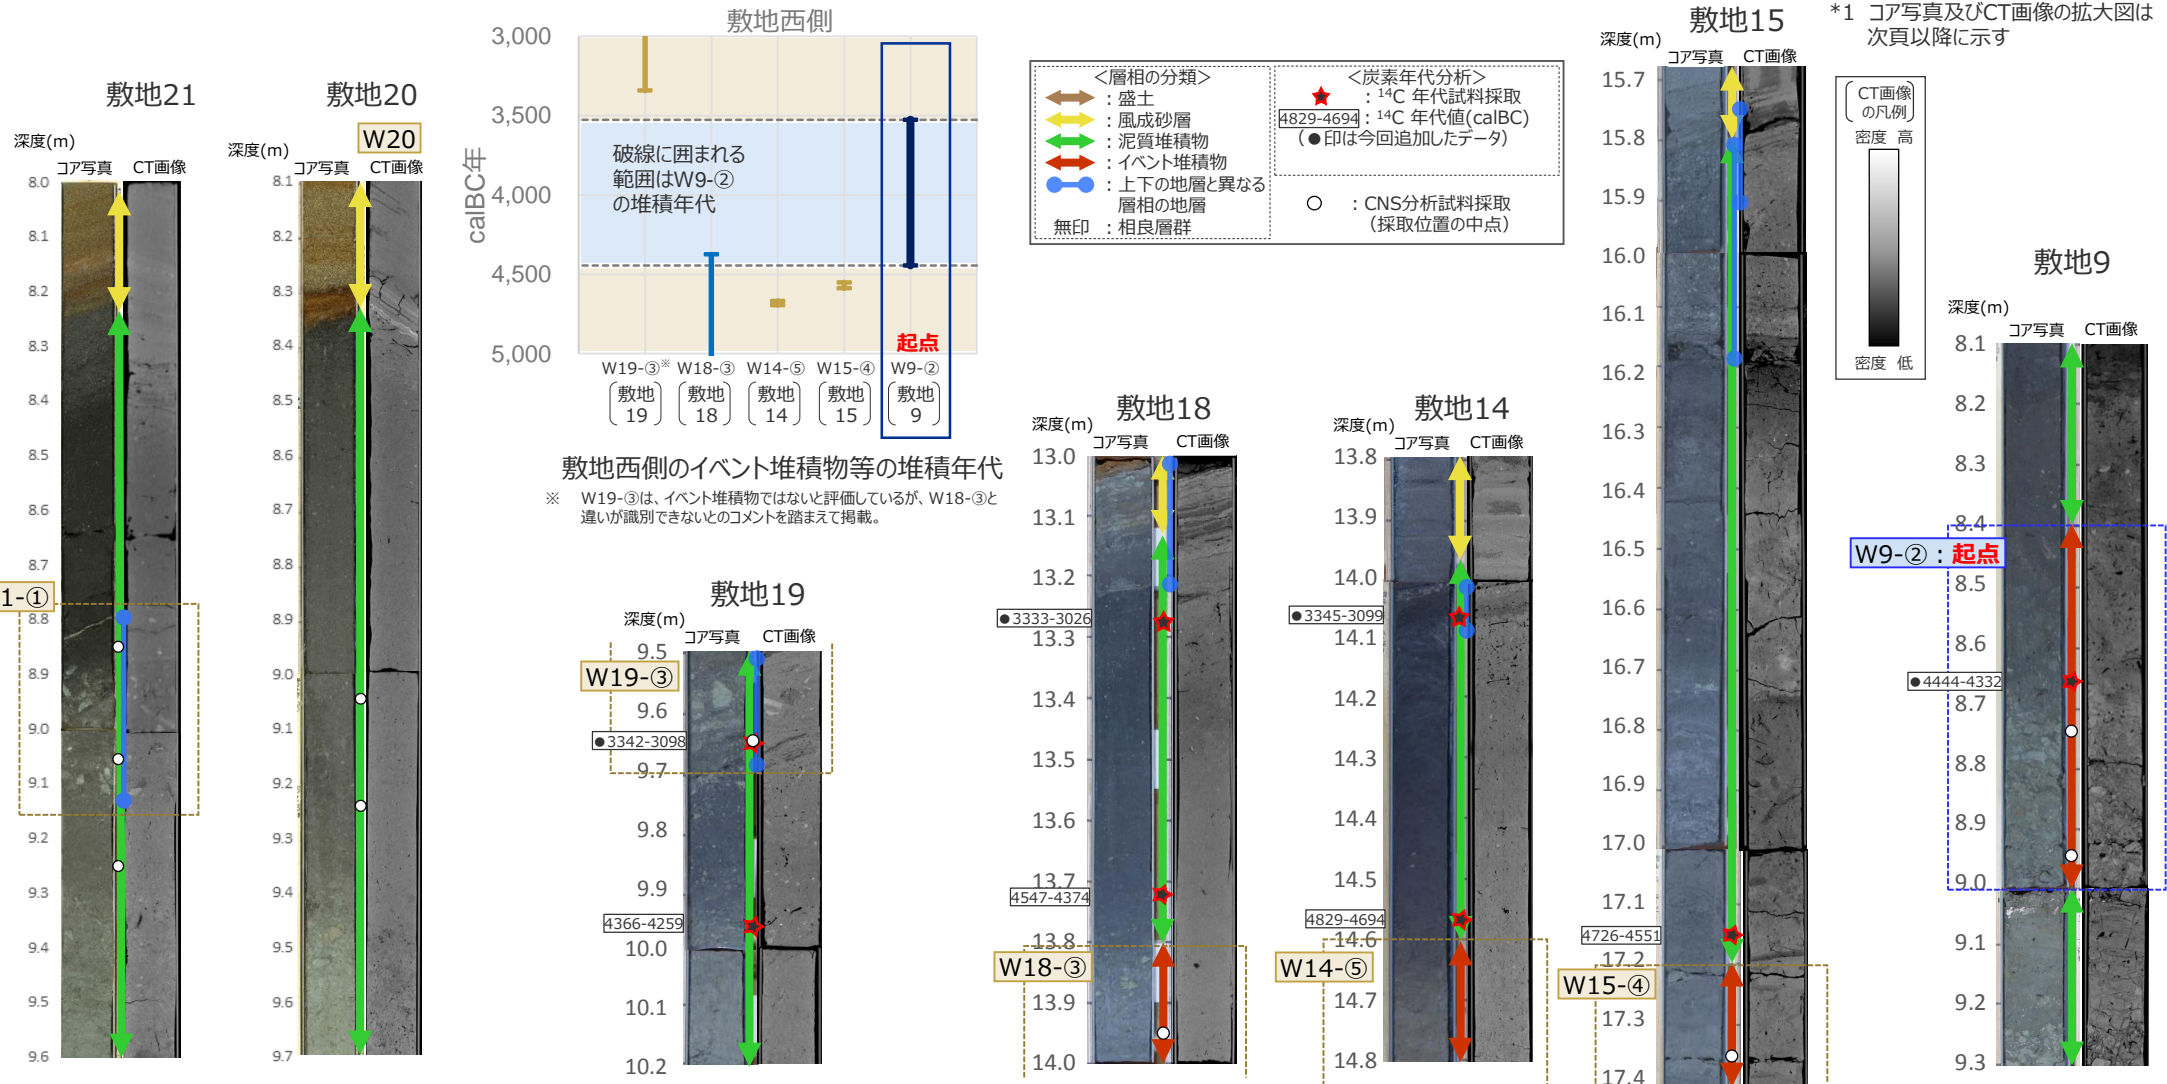 敷地21
深度(m)
コア写真 CT画像
8.0
8.1
8.2
8.3
8.4
8.5
8.6
8.7
8.8
8.9
9.0
9.1
9.2
9.3
9.4
9.5
9.6
1-①
敷地20
W20
深度(m)
コア写真 CT画像
8.1
8.2
8.3
8.4
8.5
8.6
8.7
8.8
8.9
9.0
9.1
9.2
9.3
9.4
9.5
9.6
9.7
敷地西側
calBC年
3,000
3,500
4,000
4,500
5,000
破線に囲まれる
範囲はW9-②
の堆積年代
起点
W19-③※ W18-③ W14-⑤ W15-④ W9-②
敷地19 敷地18 敷地14 敷地15 敷地9
敷地西側のイベント堆積物等の堆積年代
※ W19-③は、イベント堆積物ではないと評価しているが、W18-③と
違いが識別できないとのコメントを踏まえて掲載。
<層相の分類>
:盛土
:風成砂層
:泥質堆積物
:イベント堆積物
:上下の地層と異なる
層相の地層
無印 :相良層群
<炭素年代分析>
:14C 年代試料採取
4829-4694 :14C 年代値(calBC)
(●印は今回追加したデータ)
:CNS分析試料採取
(採取位置の中点)
敷地19
深度(m)
コア写真 CT画像
9.5
W19-③
9.6
●3342-3098
9.7
9.8
9.9
4366-4259
10.0
10.1
10.2
敷地18
深度(m)
コア写真 CT画像
13.0
13.1
13.2
●3333-3026
13.3
13.4
13.5
13.6
13.7
4547-4374
13.8
W18-③
13.9
14.0
敷地14
深度(m)
コア写真 CT画像
13.8
13.9
14.0
●3345-3099
14.1
14.2
14.3
14.4
14.5
4829-4694
14.6
W14-⑤
14.7
14.8
敷地15
深度(m)
コア写真 CT画像
15.7
15.8
15.9
16.0
16.1
16.2
16.3
16.4
16.5
16.6
16.7
16.8
16.9
17.0
17.1
4726-4551
17.2
W15-④
17.3
17.4
*1 コア写真及びCT画像の拡大図は
次頁以降に示す
CT画像
の凡例
密度 高
密度 低
敷地9
深度(m)
コア写真 CT画像
8.1
8.2
8.3
8.4
W9-②:起点
8.5
8.6
●4444-4332
8.7
8.8
8.9
9.0
9.1
9.2
9.3